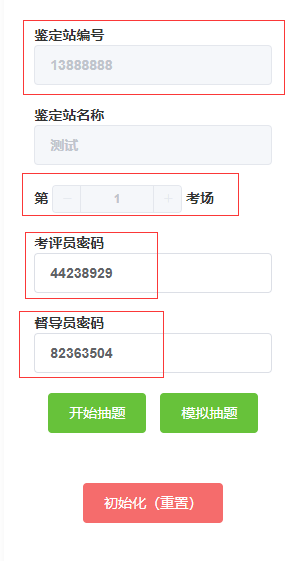 鉴定站编号
13888888
鉴定站名称
测试
第 － 1 ＋ 考场
考评员密码
44238929
督导员密码
82363504
开始抽题 模拟抽题
初始化（重置）